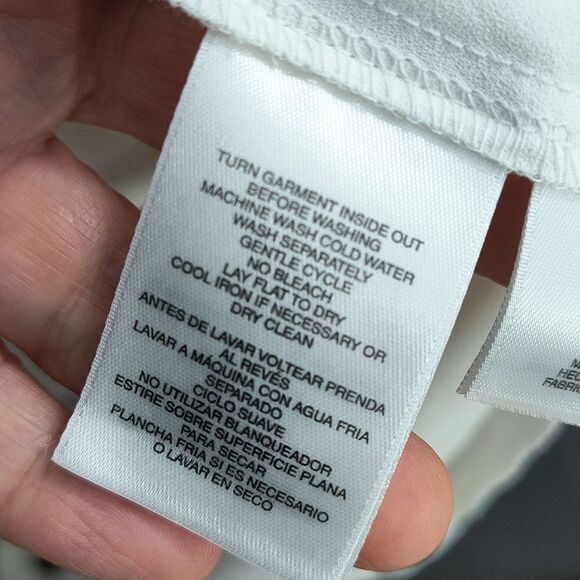 TURN GARMENT INSIDE OUT
BEFORE WASHING
MACHINE WASH COLD WATER
WASH SEPARATELY
GENTLE CYCLE
NO BLEACH
LAY FLAT TO DRY
COOL IRON IF NECESSARY OR
DRY CLEAN
ANTES DE LAVAR VOLTEAR PRENDA
AL REVÉS
LAVAR A MÁQUINA CON AGUA FRIA
SEPARADO
CICLO SUAVE
NO UTILIZAR BLANQUEADOR
ESTIRE SOBRE SUPERFICIE PLANA
PARA SECAR
PLANCHA FRIA SI ES NECESARIO
O LAVAR EN SECO